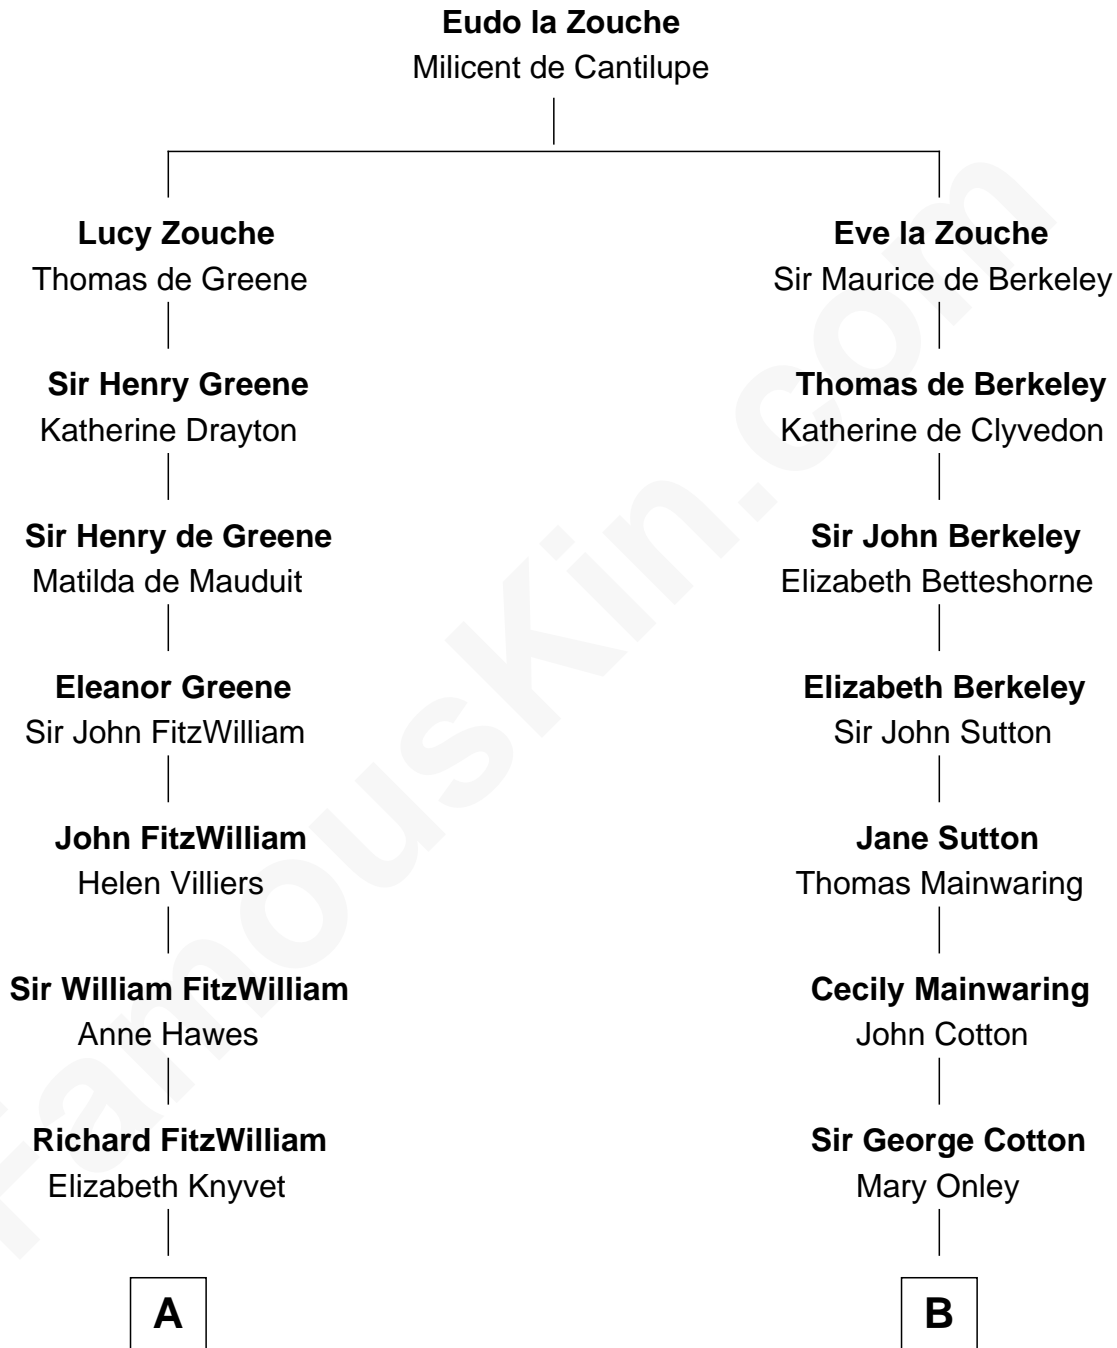 Eudo la Zouche
Milicent de Cantilupe
Lucy Zouche
Thomas de Greene
Eve la Zouche
Sir Maurice de Berkeley
Sir Henry Greene
Katherine Drayton
Thomas de Berkeley
Katherine de Clyvedon
Sir Henry de Greene
Matilda de Mauduit
Sir John Berkeley
Elizabeth Betteshorne
Eleanor Greene
Sir John FitzWilliam
Elizabeth Berkeley
Sir John Sutton
John FitzWilliam
Helen Villiers
Jane Sutton
Thomas Mainwaring
Sir William FitzWilliam
Anne Hawes
Cecily Mainwaring
John Cotton
Richard FitzWilliam
Elizabeth Knyvet
Sir George Cotton
Mary Onley
A
B
FamousKin.com